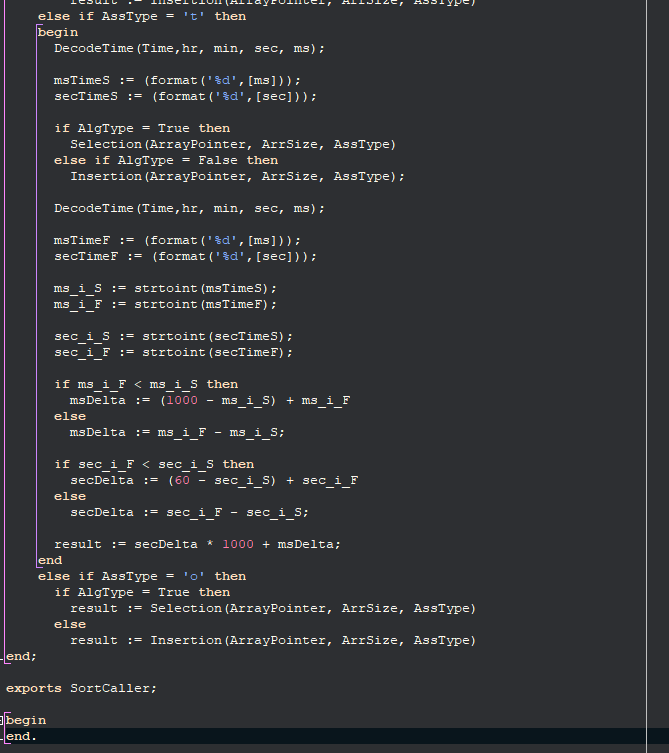 result := Insertion(ArrayPointer, ArrSize, AssType)
else if AssType = 't' then
begin
DecodeTime(Time,hr, min, sec, ms);
msTimeS := (format('%d',[ms]));
secTimeS := (format('%d',[sec]));
if AlgType = True then
Selection(ArrayPointer, ArrSize, AssType)
else if AlgType = False then
Insertion(ArrayPointer, ArrSize, AssType);
DecodeTime(Time,hr, min, sec, ms);
msTimeF := (format('%d',[ms]));
secTimeF := (format('%d',[sec]));
ms_i_S := strtoint(msTimeS);
ms_i_F := strtoint(msTimeF);
sec_i_S := strtoint(secTimeS);
sec_i_F := strtoint(secTimeF);
if ms_i_F < ms_i_S then
msDelta := (1000 - ms_i_S) + ms_i_F
else
msDelta := ms_i_F - ms_i_S;
if sec_i_F < sec_i_S then
secDelta := (60 - sec_i_S) + sec_i_F
else
secDelta := sec_i_F - sec_i_S;
result := secDelta * 1000 + msDelta;
end
else if AssType = 'o' then
if AlgType = True then
result := Selection(ArrayPointer, ArrSize, AssType)
else
result := Insertion(ArrayPointer, ArrSize, AssType)
end;
exports SortCaller;
begin
end.